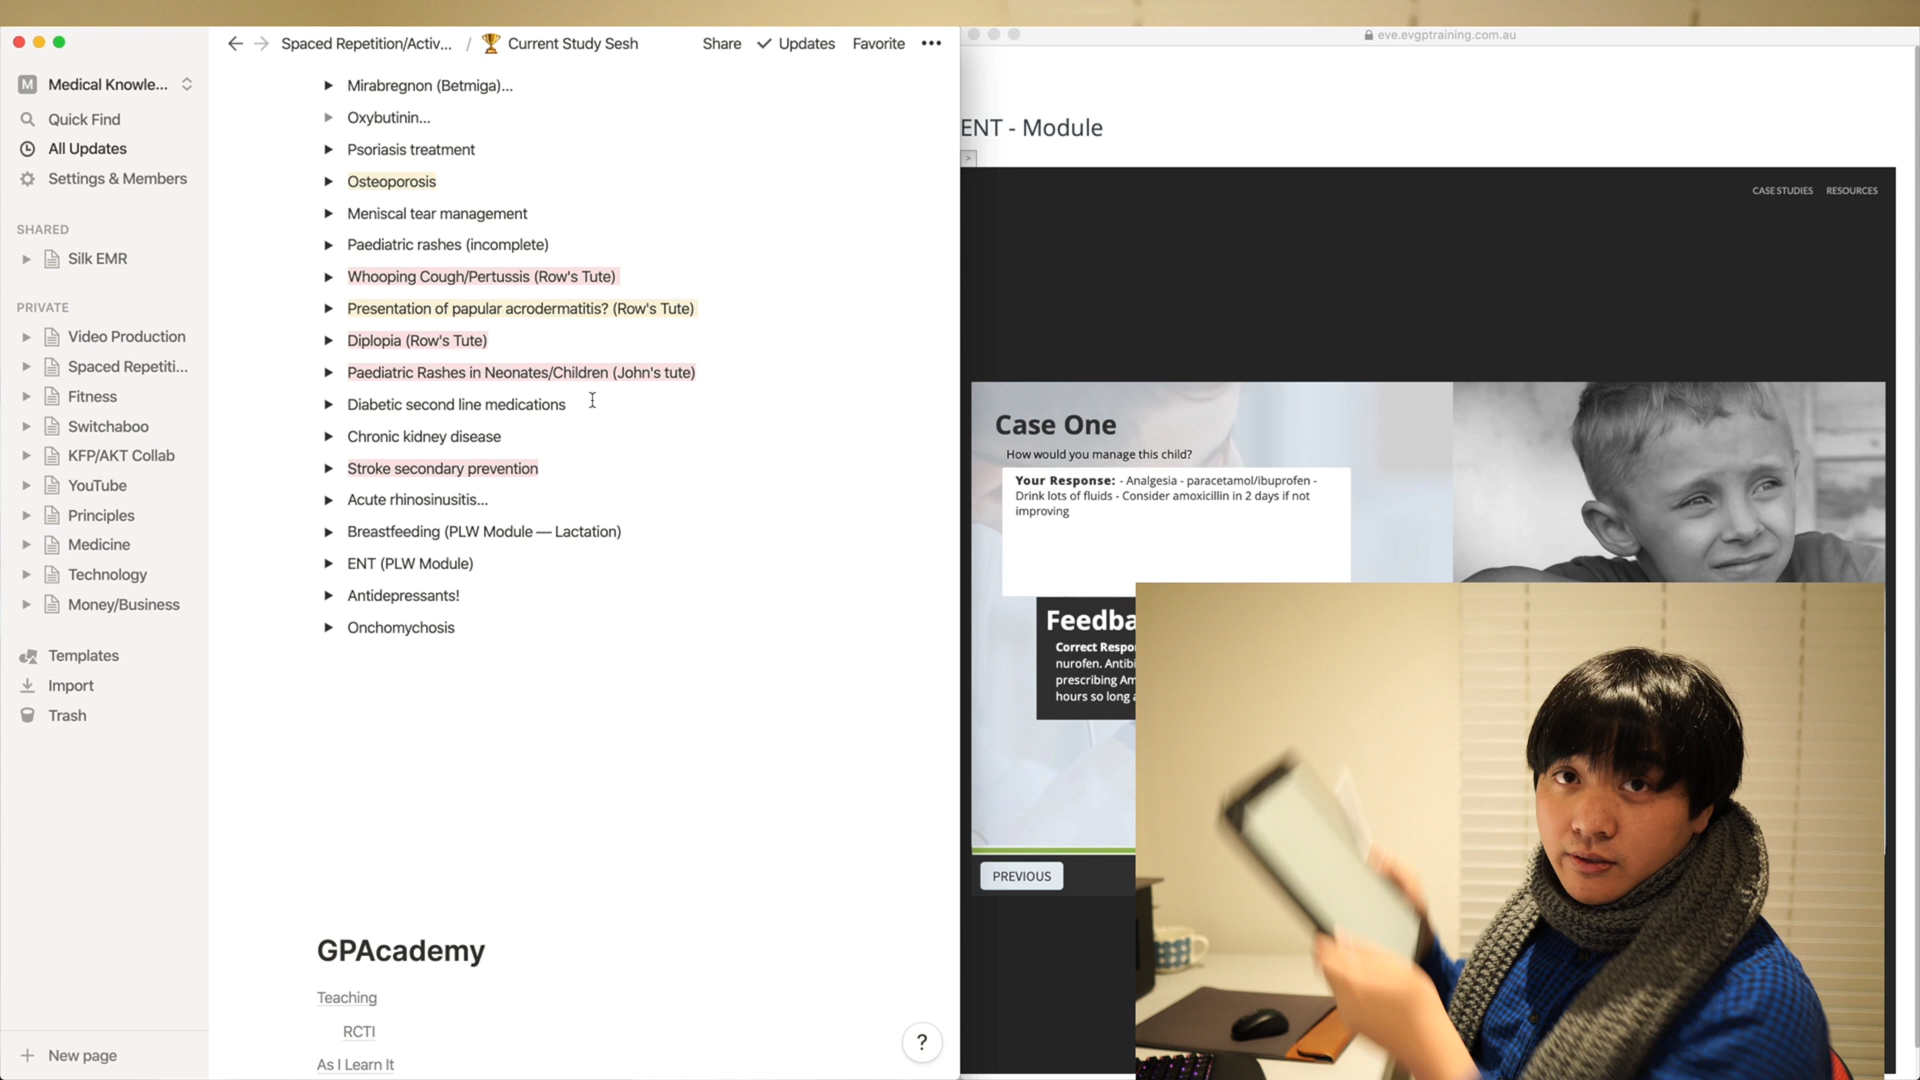 M Medical Knowle...
Quick Find
All Updates
Settings & Members
SHARED
Silk EMR
PRIVATE
Video Production
Spaced Repetiti...
Fitness
Switchaboo
KFP/AKT Collab
YouTube
Principles
Medicine
Technology
Money/Business
Templates
Import
Trash
+ New page
Spaced Repetition/Activ... / 🏆 Current Study Sesh
Share ✓ Updates Favorite •••
Mirabregnon (Betmiga)...
Oxybutinin...
Psoriasis treatment
Osteoporosis
Meniscal tear management
Paediatric rashes (incomplete)
Whooping Cough/Pertussis (Row's Tute)
Presentation of papular acrodermatitis? (Row's Tute)
Diplopia (Row's Tute)
Paediatric Rashes in Neonates/Children (John's tute)
Diabetic second line medications
Chronic kidney disease
Stroke secondary prevention
Acute rhinosinusitis...
Breastfeeding (PLW Module — Lactation)
ENT (PLW Module)
Antidepressants!
Onchomychosis
GPAcademy
Teaching
RCTI
As I Learn It
?
eve.evgptraining.com.au
ENT - Module
>
CASE STUDIES RESOURCES
Case One
How would you manage this child?
Your Response: - Analgesia - paracetamol/ibuprofen -
Drink lots of fluids - Consider amoxicillin in 2 days if not
improving
Feedba
Correct Respo
nurofen. Antibi
prescribing Am
hours so long a
PREVIOUS